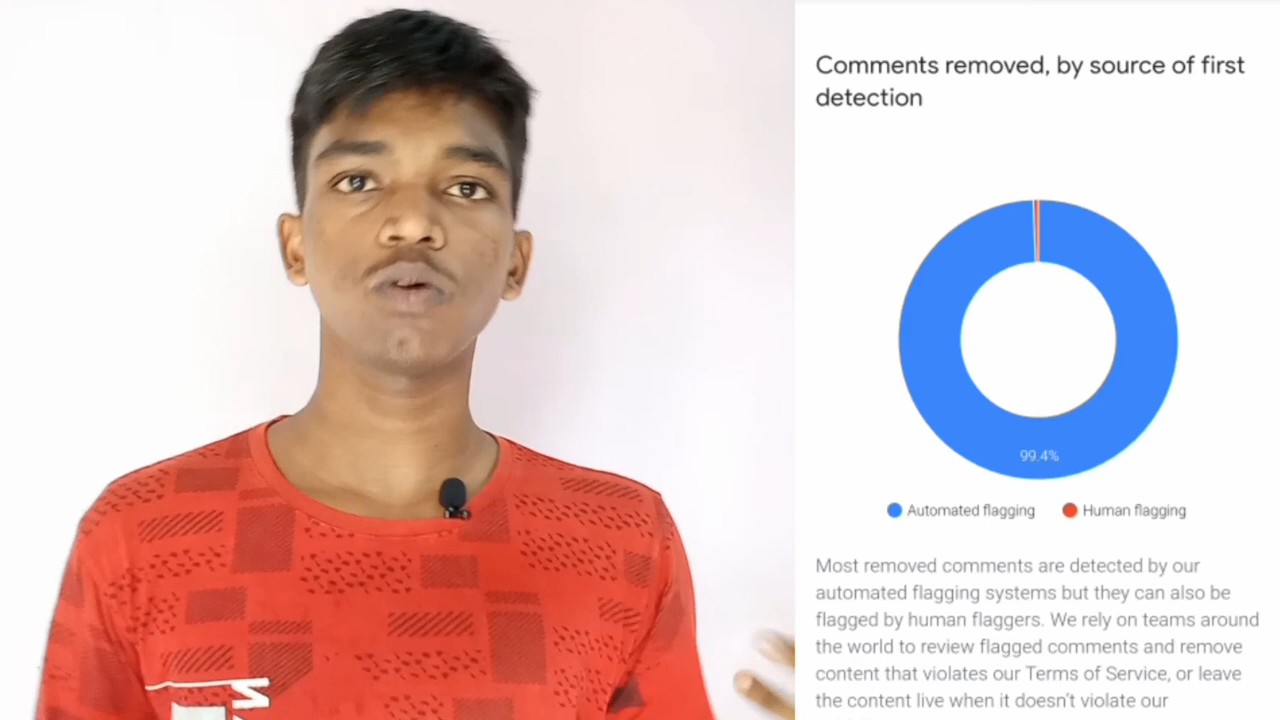 Comments removed, by source of first
detection
99.4%
Automated flagging
Human flagging
Most removed comments are detected by our
automated flagging systems but they can also be
flagged by human flaggers. We rely on teams around
the world to review flagged comments and remove
content that violates our Terms of Service, or leave
the content live when it doesn't violate our